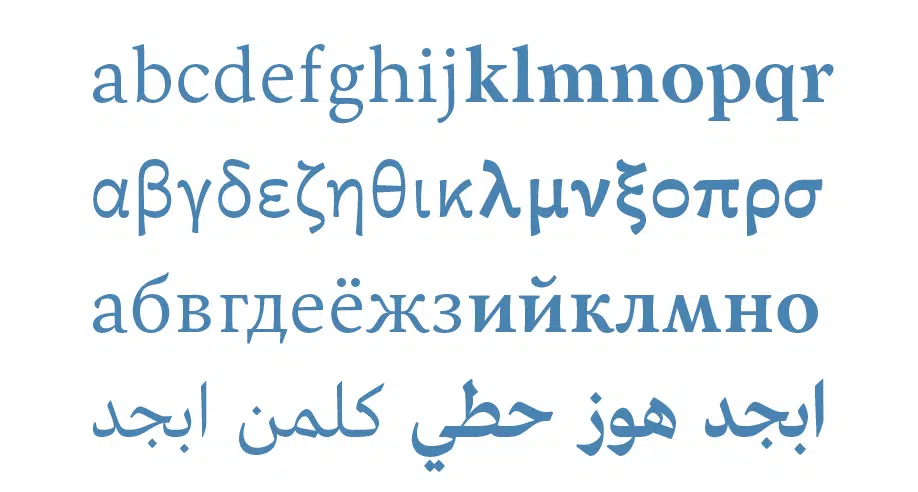 abcdefghijklmnopqr
αβγδεζηθικλμνξοπρσ
абвгдеёжзийклмно
ابجد هوز حطي كلمن ابجد